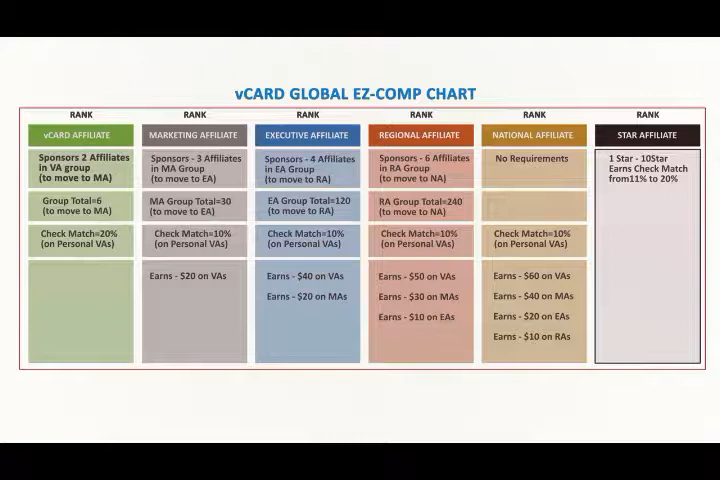 vCARD GLOBAL EZ-COMP CHART
RANK
vCARD AFFILIATE
Sponsors 2 Affiliates
in VA group
(to move to MA)
Group Total=6
(to move to MA)
Check Match=20%
(on Personal VAs)
RANK
MARKETING AFFILIATE
Sponsors - 3 Affiliates
in MA Group
(to move to EA)
MA Group Total=30
(to move to EA)
Check Match=10%
(on Personal VAs)
Earns - $20 on VAs
RANK
EXECUTIVE AFFILIATE
Sponsors - 4 Affiliates
in EA Group
(to move to RA)
EA Group Total=120
(to move to RA)
Check Match=10%
(on Personal VAs)
Earns - $40 on VAs
Earns - $20 on MAs
RANK
REGIONAL AFFILIATE
Sponsors - 6 Affiliates
in RA Group
(to move to NA)
RA Group Total=240
(to move to NA)
Check Match=10%
(on Personal VAs)
Earns - $50 on VAs
Earns - $30 on MAs
Earns - $10 on EAs
RANK
NATIONAL AFFILIATE
No Requirements
Check Match=10%
(on Personal VAs)
Earns - $60 on VAs
Earns - $40 on MAs
Earns - $20 on EAs
Earns - $10 on RAs
RANK
STAR AFFILIATE
1 Star - 10Star
Earns Check Match
from11% to 20%